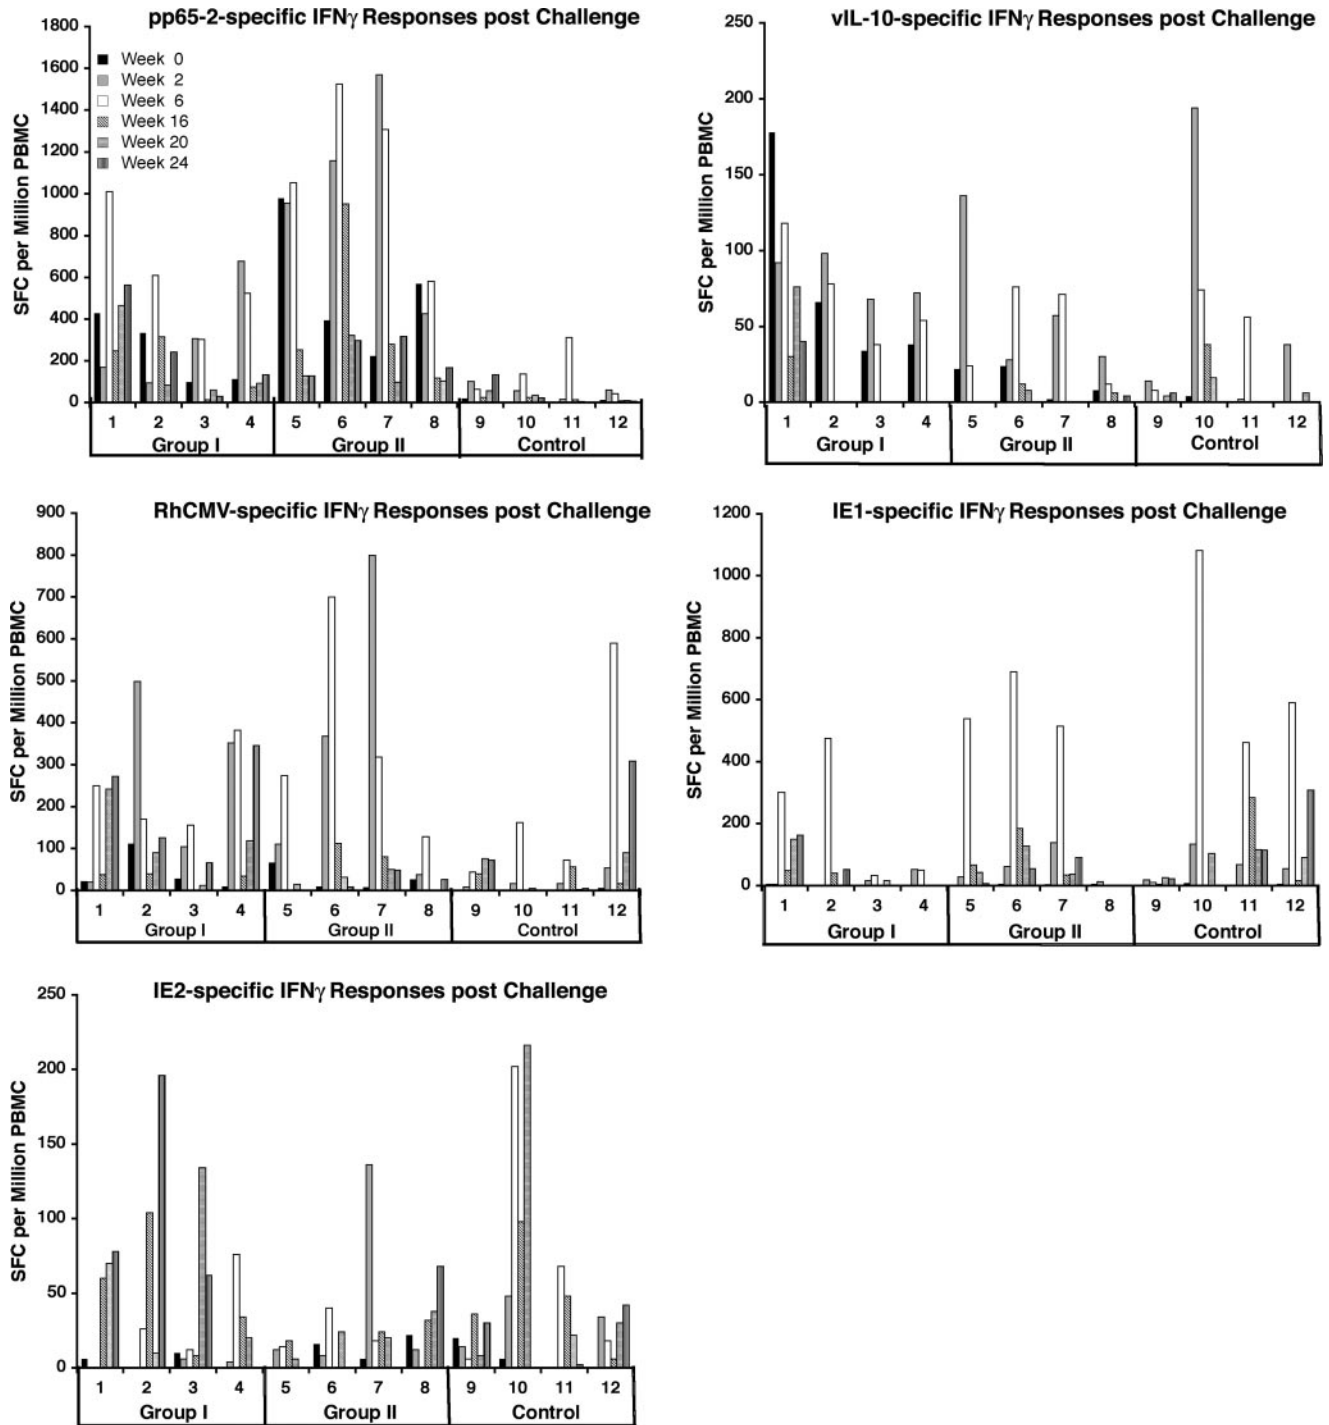 pp65-2-specific IFNγ Responses post Challenge
SFC per Million PBMC
1800
1600
1400
1200
1000
800
600
400
200
0
Week 0
Week 2
Week 6
Week 16
Week 20
Week 24
1 2 3 4 5 6 7 8 9 10 11 12
Group I Group II Control
vIL-10-specific IFNγ Responses post Challenge
SFC per Million PBMC
250
200
150
100
50
0
1 2 3 4 5 6 7 8 9 10 11 12
Group I Group II Control
RhCMV-specific IFNγ Responses post Challenge
SFC per Million PBMC
900
800
700
600
500
400
300
200
100
0
1 2 3 4 5 6 7 8 9 10 11 12
Group I Group II Control
IE1-specific IFNγ Responses post Challenge
SFC per Million PBMC
1200
1000
800
600
400
200
0
1 2 3 4 5 6 7 8 9 10 11 12
Group I Group II Control
IE2-specific IFNγ Responses post Challenge
SFC per Million PBMC
250
200
150
100
50
0
1 2 3 4 5 6 7 8 9 10 11 12
Group I Group II Control